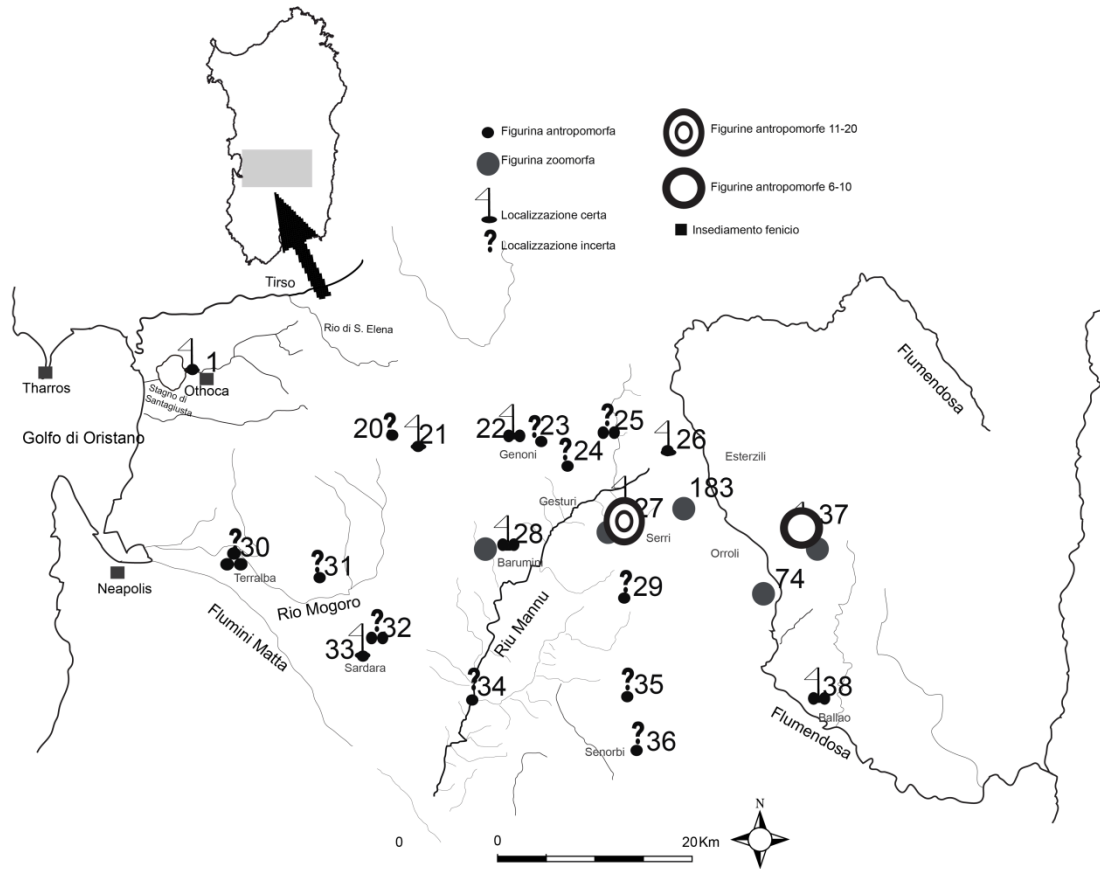 Figurina antropomorfa
Figurina zoomorfa
Localizzazione certa
? Localizzazione incerta
Figurine antropomorfe 11-20
Figurine antropomorfe 6-10
Insediamento fenicio
Tirso
Rio di S. Elena
Tharros
1
Othoca
Stagno di
Santagiusta
Golfo di Oristano
Flumendosa
20 ?
21
22
? 23
Genoni
? 24
? 25
26
Esterzili
183
Gesturi
27
Serri
37
Orroli
28
Barumini
74
? 30
Terralba
? 31
Neapolis
Rio Mogoro
Flumini Matta
? 29
Riu Mannu
? 32
33
Sardara
? 34
? 35
38
Ballao
? 36
Senorbi
Flumendosa
N
0
0
20Km